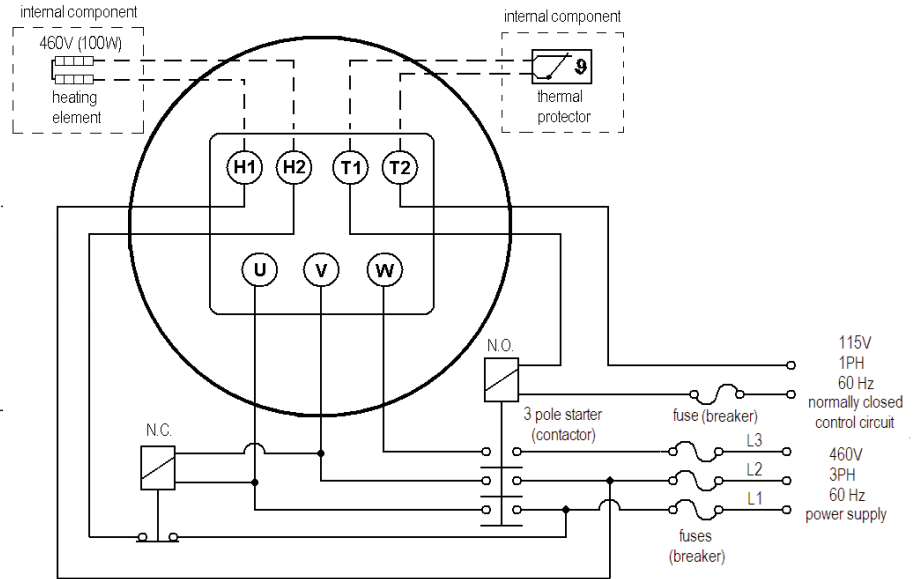 internal component
460V (100W)
heating
element
internal component
ϑ
thermal
protector
H1
H2
T1
T2
U
V
W
N.O.
115V
1PH
60 Hz
normally closed
control circuit
3 pole starter
(contactor)
fuse (breaker)
N.C.
L3
L2
L1
460V
3PH
60 Hz
power supply
fuses
(breaker)